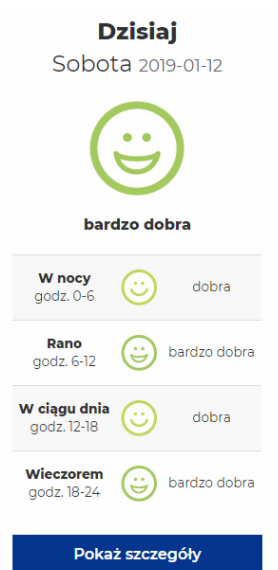 Dzisiaj
Sobota 2019-01-12
bardzo dobra
W nocy
godz. 0-6
dobra
Rano
godz. 6-12
bardzo dobra
W ciągu dnia
godz. 12-18
dobra
Wieczorem
godz. 18-24
bardzo dobra
Pokaż szczegóły